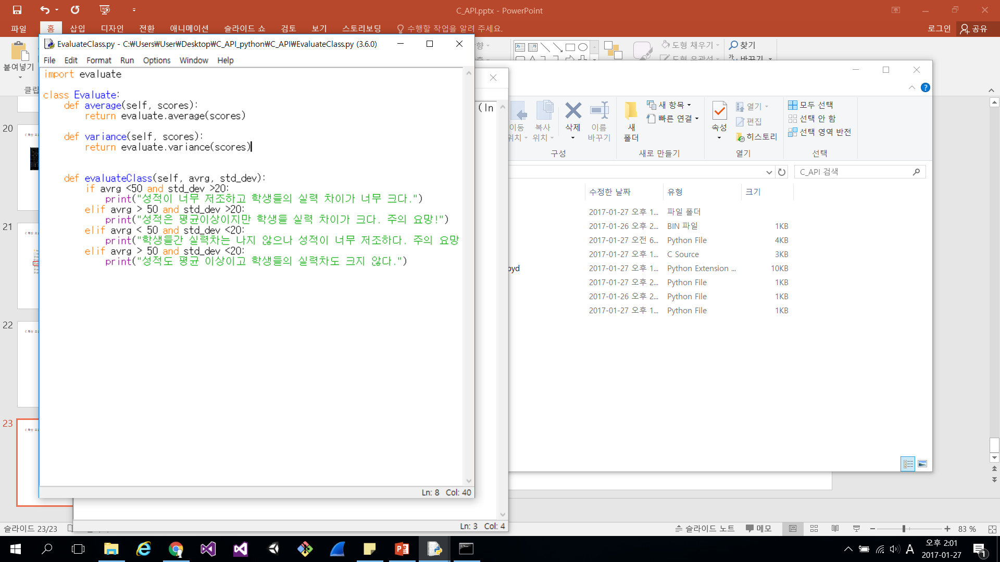 C_API.pptx - PowerPoint
파일 홈 삽입 디자인 전환 애니메이션 슬라이드 쇼 검토 보기 스토리보딩 수행할 작업을 알려 주세요. 로그인 공유
붙여넣기
도형 채우기
찾기
EvaluateClass.py - C:₩Users₩User₩Desktop₩C_API_python₩C_API₩EvaluateClass.py (3.6.0)
File Edit Format Run Options Window Help
import evaluate
class Evaluate:
def average(self, scores):
return evaluate.average(scores)
def variance(self, scores):
return evaluate.variance(scores)
def evaluateClass(self, avrg, std_dev):
if avrg <50 and std_dev >20:
print("성적이 너무 저조하고 학생들의 실력 차이가 너무 크다.")
elif avrg > 50 and std_dev >20:
print("성적은 평균이상이지만 학생들 실력 차이가 크다. 주의 요망!")
elif avrg < 50 and std_dev <20:
print("학생들간 실력차는 나지 않으나 성적이 너무 저조하다. 주의 요망
elif avrg > 50 and std_dev <20:
print("성적도 평균 이상이고 학생들의 실력차도 크지 않다.")
Ln: 8 Col: 40
(In
Ln: 3 Col: 4
이동 위치
복사 위치
삭제
이름 바꾸기
구성
새 폴더
새 항목
빠른 연결
새로 만들기
속성
열기
편집
히스토리
열기
모두 선택
선택 안 함
선택 영역 반전
선택
C_API 검색
수정한 날짜 유형 크기
2017-01-27 오후 1... 파일 폴더
2017-01-26 오후 2... BIN 파일 1KB
2017-01-27 오전 6... Python File 4KB
2017-01-27 오후 1... C Source 3KB
yd 2017-01-27 오후 1... Python Extension ... 10KB
2017-01-27 오후 2... Python File 1KB
2017-01-26 오후 2... Python File 1KB
2017-01-27 오후 1... Python File 1KB
20
21
22
23
슬라이드 23/23
슬라이드 노트 메모 83 %
A
오후 2:01
2017-01-27
1